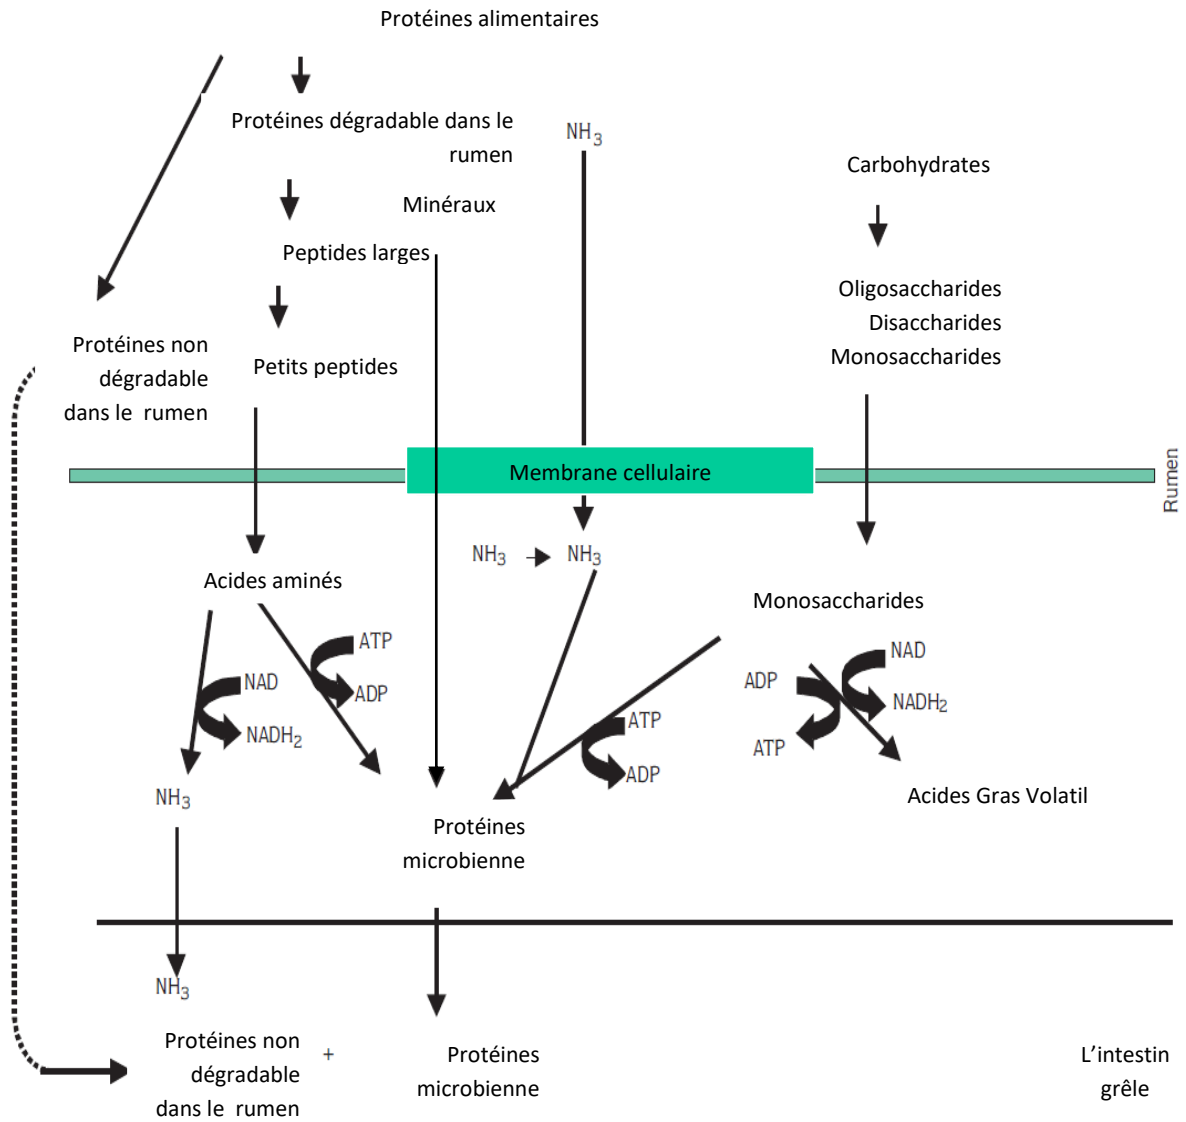 Protéines alimentaires
Protéines dégradable dans le
rumen
NH3
Carbohydrates
Minéraux
Peptides larges
Oligosaccharides
Disaccharides
Monosaccharides
Protéines non
dégradable
dans le rumen
Petits peptides
Membrane cellulaire
Rumen
NH3
NH3
Acides aminés
Monosaccharides
ATP
ADP
NAD
NADH2
ATP
ADP
ADP
ATP
NAD
NADH2
NH3
Acides Gras Volatil
Protéines
microbienne
NH3
Protéines non
dégradable
dans le rumen
+
Protéines
microbienne
L’intestin
grêle